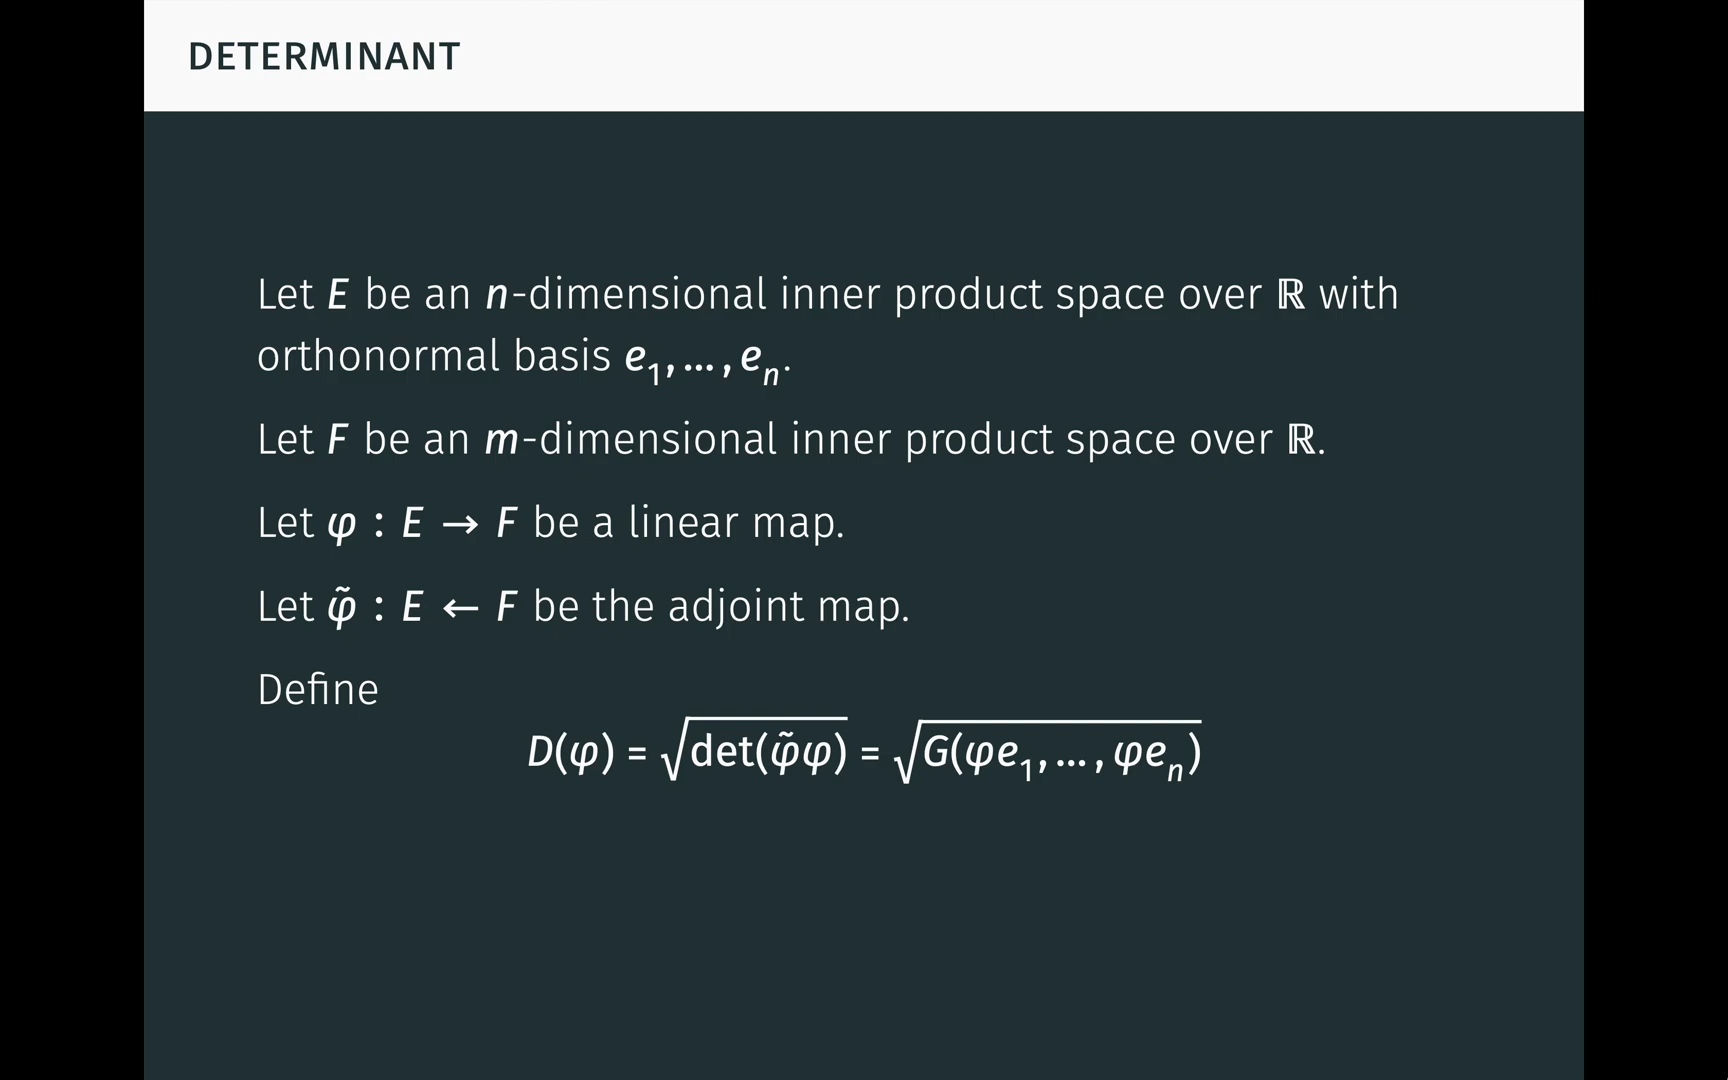 DETERMINANT
Let E be an n-dimensional inner product space over ℝ with
orthonormal basis e₁, … , eₙ.
Let F be an m-dimensional inner product space over ℝ.
Let φ : E → F be a linear map.
Let φ̃ : E ← F be the adjoint map.
Define
D(φ) = √det(φ̃φ) = √G(φe₁, … , φeₙ)